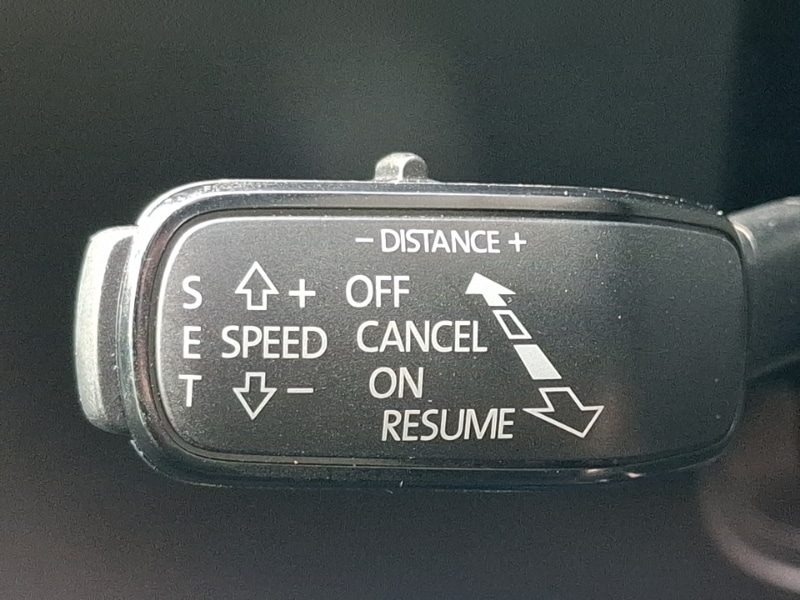 - DISTANCE +
S + OFF
E SPEED CANCEL
T - ON
RESUME